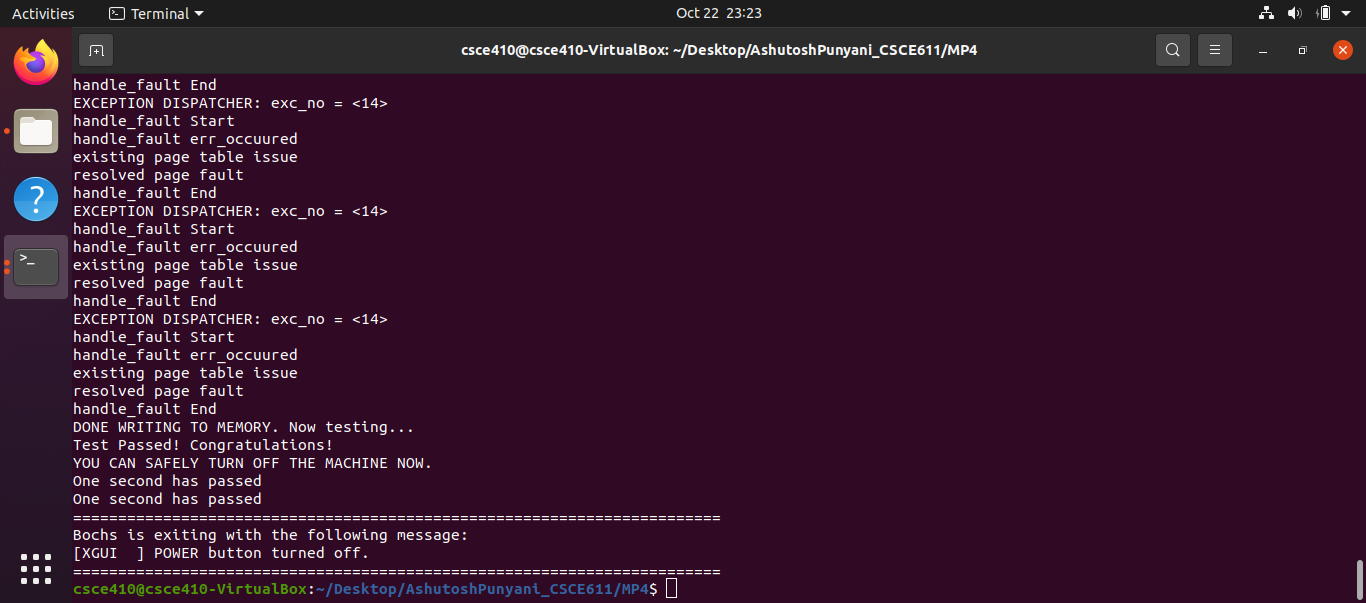 Activities Terminal Oct 22 23:23
csce410@csce410-VirtualBox: ~/Desktop/AshutoshPunyani_CSCE611/MP4
handle_fault End
EXCEPTION DISPATCHER: exc_no = <14>
handle_fault Start
handle_fault err_occuured
existing page table issue
resolved page fault
handle_fault End
EXCEPTION DISPATCHER: exc_no = <14>
handle_fault Start
handle_fault err_occuured
existing page table issue
resolved page fault
handle_fault End
EXCEPTION DISPATCHER: exc_no = <14>
handle_fault Start
handle_fault err_occuured
existing page table issue
resolved page fault
handle_fault End
DONE WRITING TO MEMORY. Now testing...
Test Passed! Congratulations!
YOU CAN SAFELY TURN OFF THE MACHINE NOW.
One second has passed
One second has passed
========================================================================
Bochs is exiting with the following message:
[XGUI  ] POWER button turned off.
========================================================================
csce410@csce410-VirtualBox:~/Desktop/AshutoshPunyani_CSCE611/MP4$